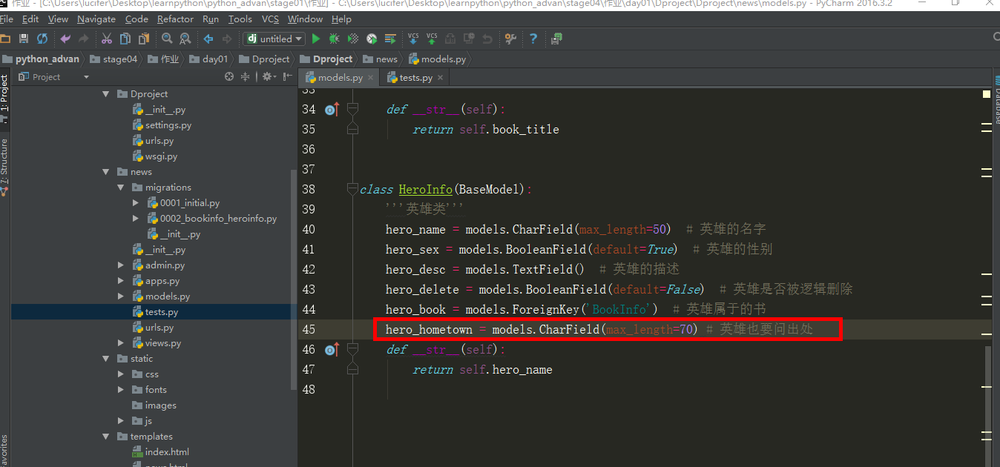 作业 - [C:\Users\lucifer\Desktop\learnpython\python_advan\stage01\作业] - C:\Users\lucifer\Desktop\learnpython\python_advan\stage04\作业\day01\Dproject\Dproject\news\models.py - PyCharm 2016.3.2
File Edit View Navigate Code Refactor Run Tools VCS Window Help
dj untitled VCS VCS ?
python_advan stage04 作业 day01 Dproject Dproject news models.py
Project
models.py tests.py
1: Project
7: Structure
Favorites
Database
Dproject
__init__.py
settings.py
urls.py
wsgi.py
news
migrations
0001_initial.py
0002_bookinfo_heroinfo.py
__init__.py
__init__.py
admin.py
apps.py
models.py
tests.py
urls.py
views.py
static
css
fonts
images
js
templates
index.html
news.html
33
34 def __str__(self):
35 return self.book_title
36
37
38 class HeroInfo(BaseModel):
39 '''英雄类'''
40 hero_name = models.CharField(max_length=50) # 英雄的名字
41 hero_sex = models.BooleanField(default=True) # 英雄的性别
42 hero_desc = models.TextField() # 英雄的描述
43 hero_delete = models.BooleanField(default=False) # 英雄是否被逻辑删除
44 hero_book = models.ForeignKey('BookInfo') # 英雄属于的书
45 hero_hometown = models.CharField(max_length=70) # 英雄也要问出处
46 def __str__(self):
47 return self.hero_name
48